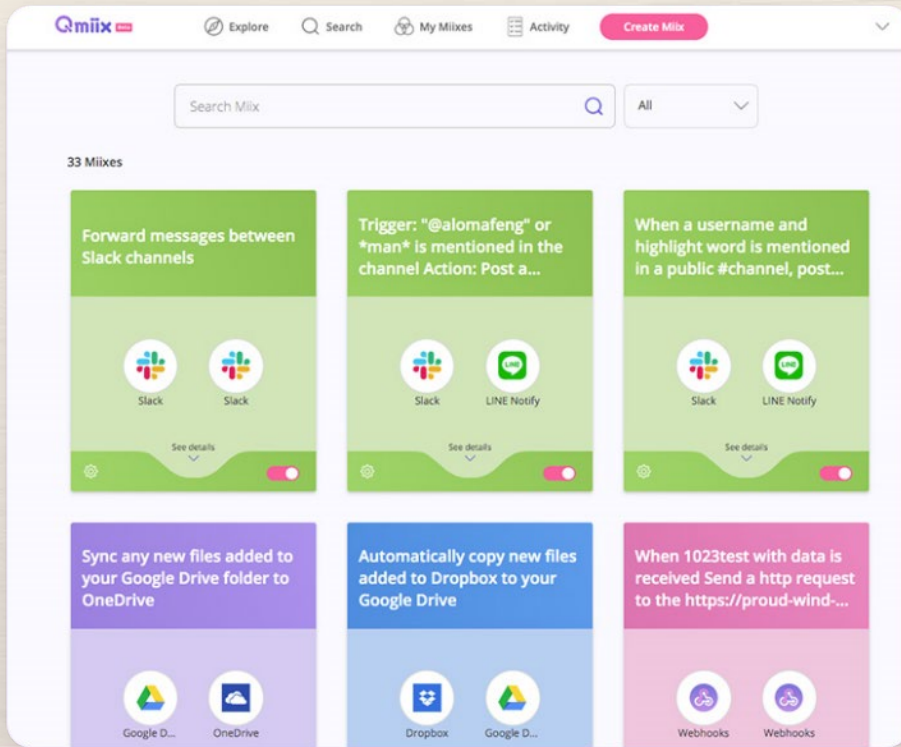 Qmiix Beta
Explore
Search
My Miixes
Activity
Create Miix
Search Miix
All
33 Miixes
Forward messages between
Slack channels
Trigger: "@alomafeng" or
*man* is mentioned in the
channel Action: Post a...
When a username and
highlight word is mentioned
in a public #channel, post...
Slack
Slack
Slack
LINE Notify
Slack
LINE Notify
See details
See details
See details
Sync any new files added to
your Google Drive folder to
OneDrive
Automatically copy new files
added to Dropbox to your
Google Drive
When 1023test with data is
received Send a http request
to the https://proud-wind-...
Google D...
OneDrive
Dropbox
Google D...
Webhooks
Webhooks